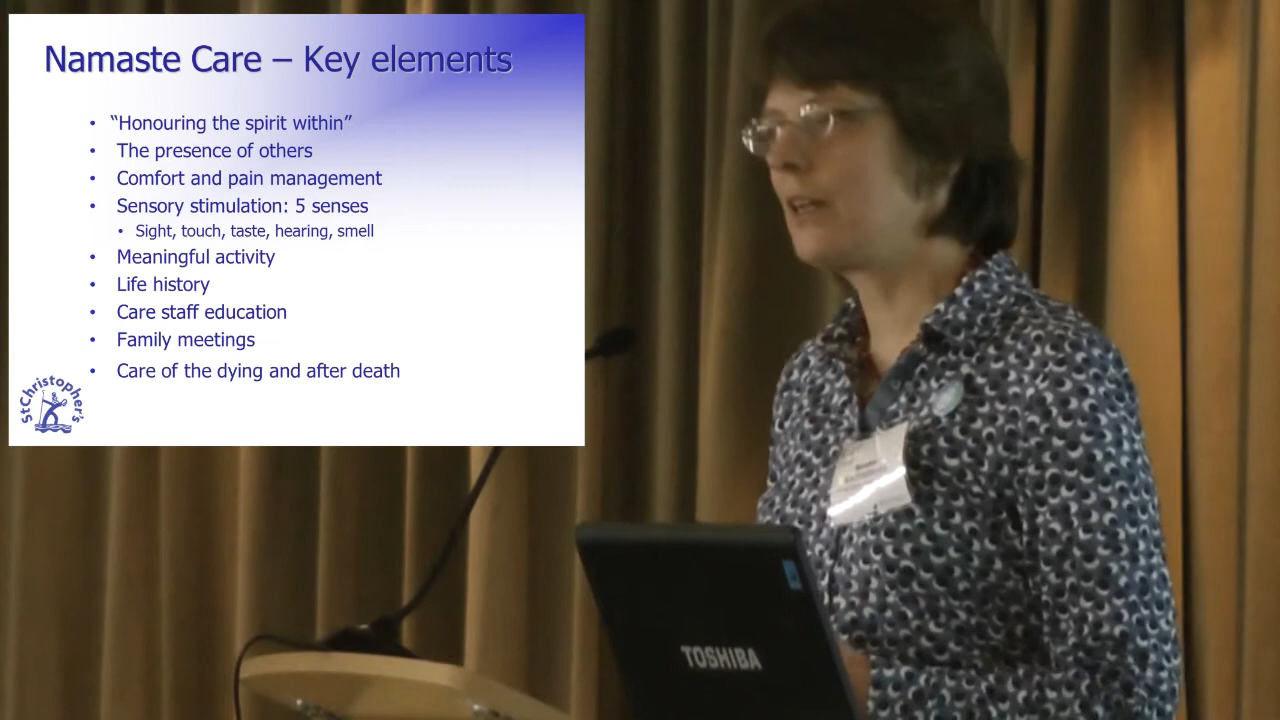 Namaste Care – Key elements
• “Honouring the spirit within”
• The presence of others
• Comfort and pain management
• Sensory stimulation: 5 senses
• Sight, touch, taste, hearing, smell
• Meaningful activity
• Life history
• Care staff education
• Family meetings
• Care of the dying and after death
StChristopher's
TOSHIBA